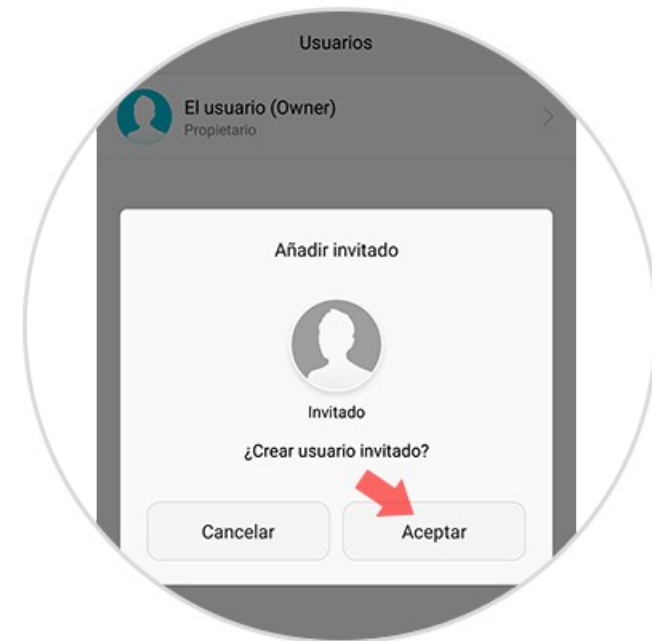 Usuarios
El usuario (Owner)
Propietario
Añadir invitado
Invitado
¿Crear usuario invitado?
Cancelar
Aceptar